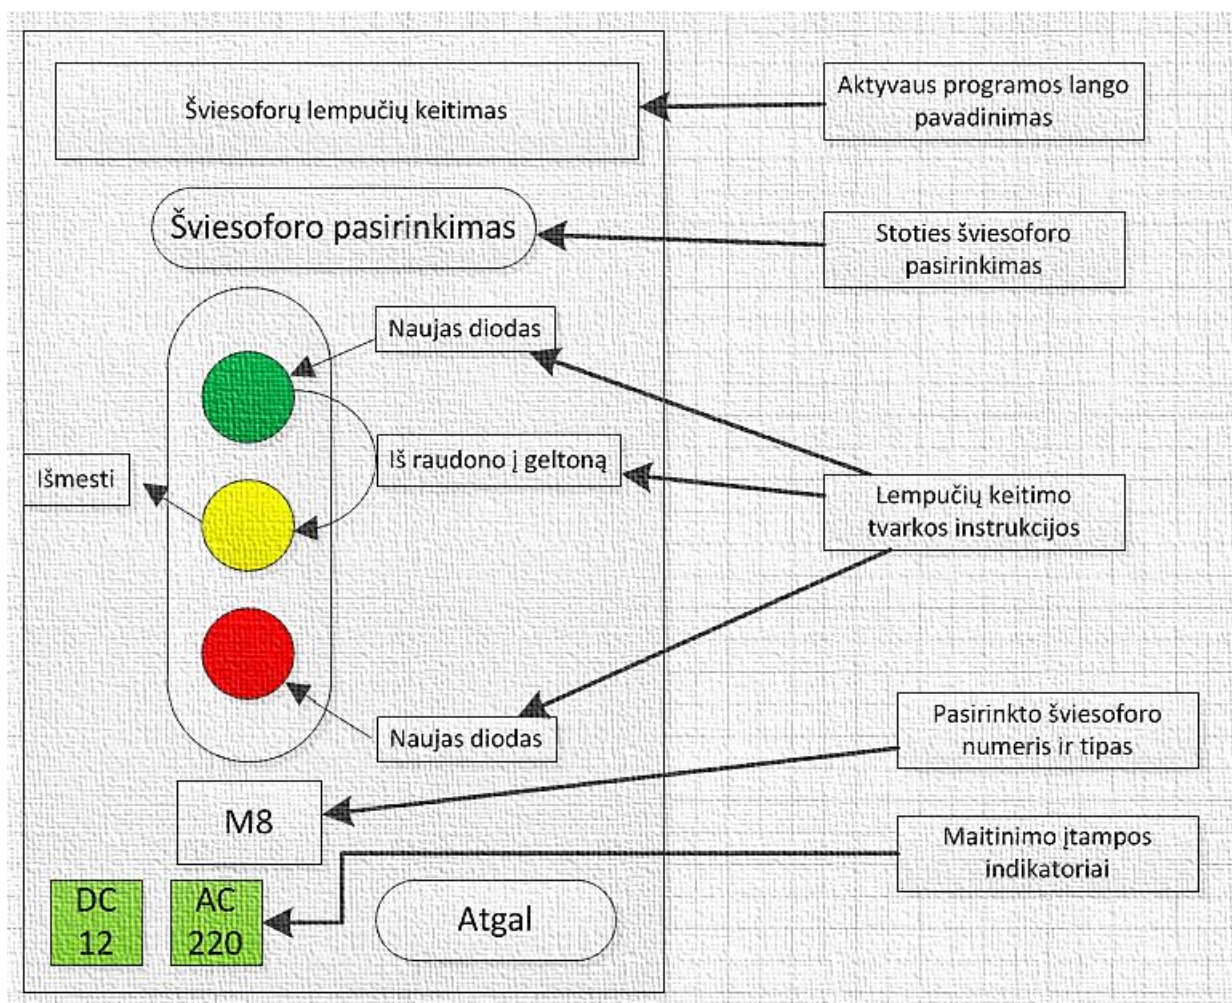 Šviesoforų lempučių keitimas
Aktyvaus programos lango
pavadinimas
Šviesoforo pasirinkimas
Stoties šviesoforo
pasirinkimas
Naujas diodas
Iš raudono į geltoną
Išmesti
Lempučių keitimo
tvarkos instrukcijos
Naujas diodas
Pasirinkto šviesoforo
numeris ir tipas
M8
Maitinimo įtampos
indikatoriai
DC
12
AC
220
Atgal